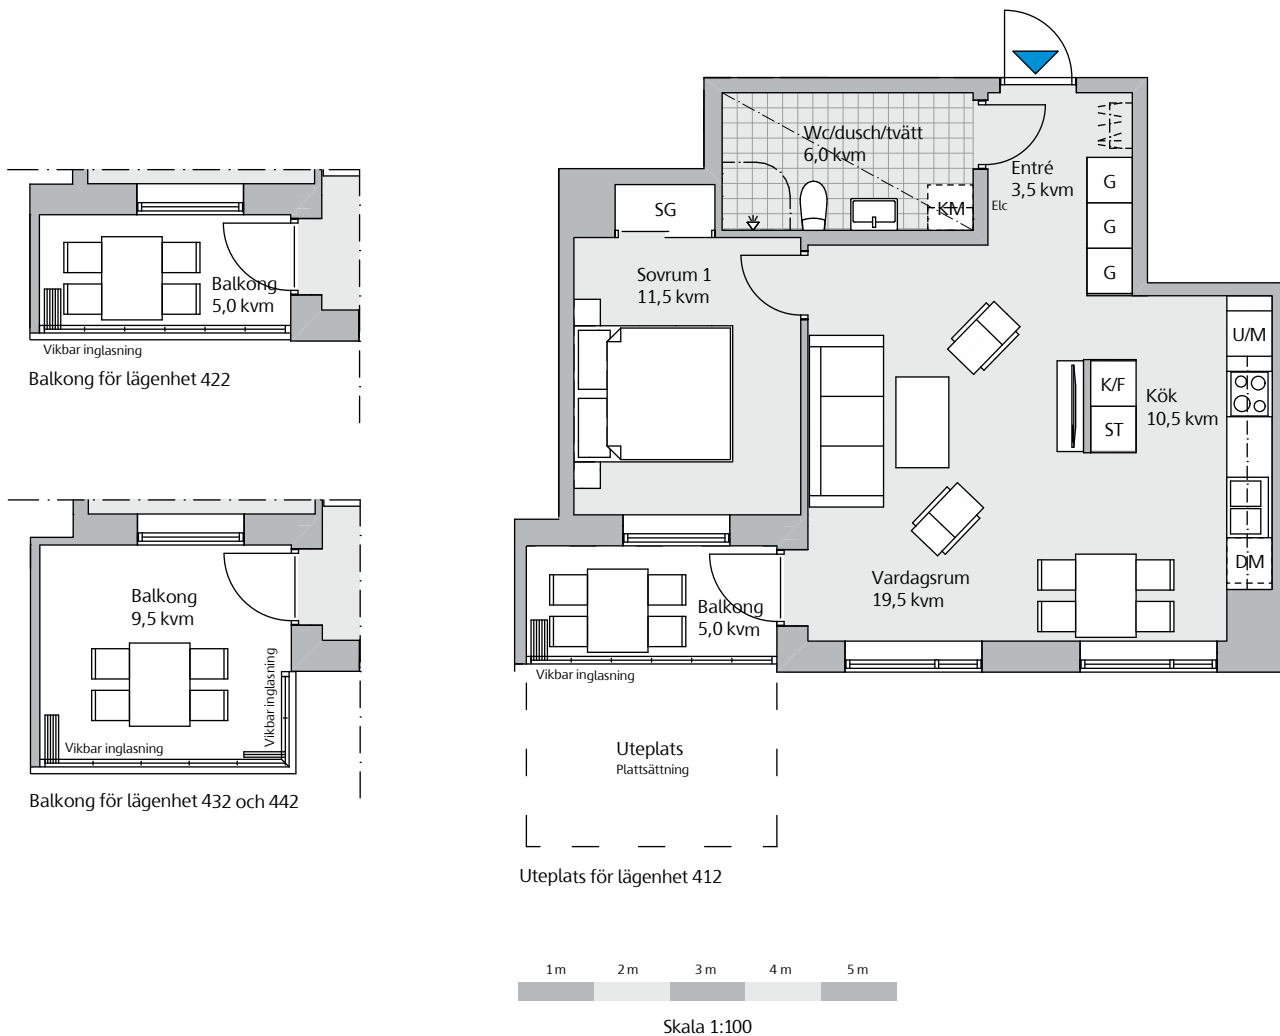 Balkong
5,0 kvm
Vikbar inglasning
Balkong för lägenhet 422
Balkong
9,5 kvm
Vikbar inglasning
Vikbar inglasning
Balkong för lägenhet 432 och 442
Wc/dusch/tvätt
6,0 kvm
KM
Entré
3,5 kvm
Elc
G
G
G
SG
Sovrum 1
11,5 kvm
U/M
K/F
ST
Kök
10,5 kvm
DM
Vardagsrum
19,5 kvm
Balkong
5,0 kvm
Vikbar inglasning
Uteplats
Plattsättning
Uteplats för lägenhet 412
1 m 2 m 3 m 4 m 5 m
Skala 1:100